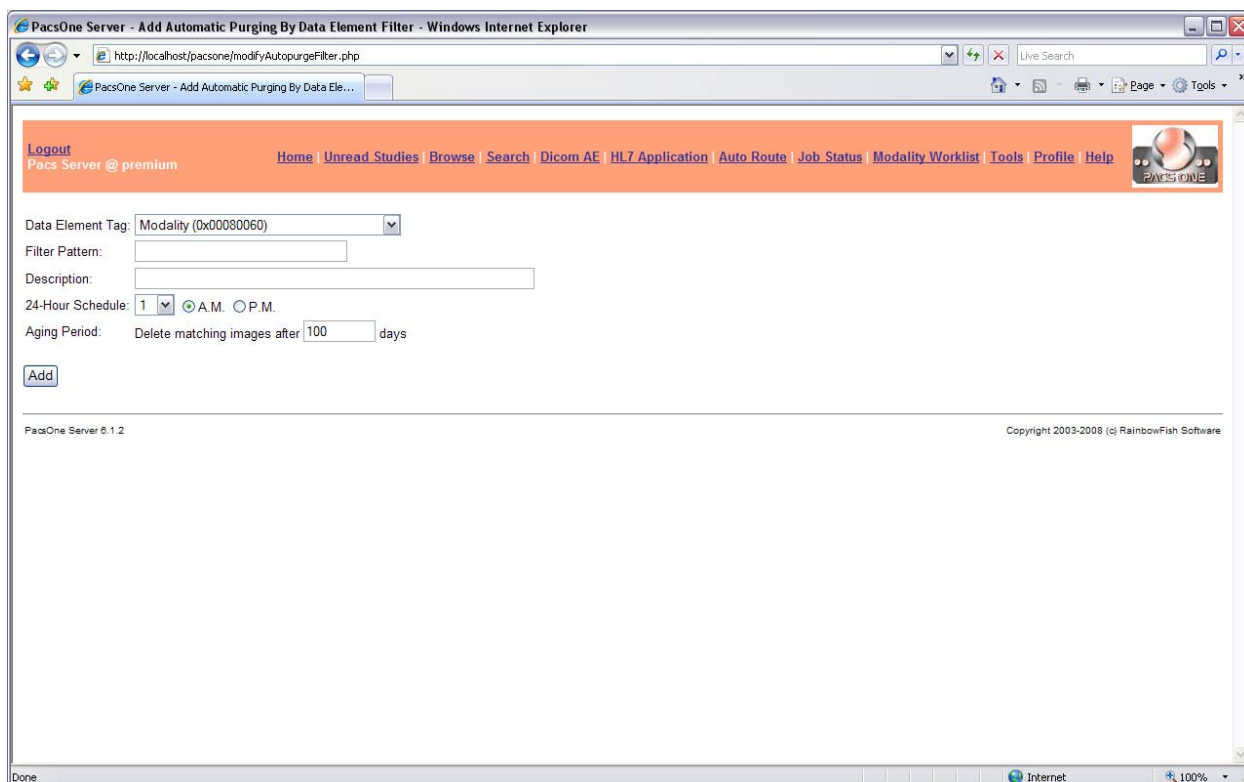 PacsOne Server - Add Automatic Purging By Data Element Filter - Windows Internet Explorer
http://localhost/pacsone/modifyAutopurgeFilter.php
Live Search
PacsOne Server - Add Automatic Purging By Data Ele...
Page
Tools
Logout
Pacs Server @ premium
Home | Unread Studies | Browse | Search | Dicom AE | HL7 Application | Auto Route | Job Status | Modality Worklist | Tools | Profile | Help
PACS ONE
Data Element Tag: Modality (0x00080060)
Filter Pattern:
Description:
24-Hour Schedule: 1 A.M. P.M.
Aging Period: Delete matching images after 100 days
Add
PacsOne Server 6.1.2
Copyright 2003-2008 (c) RainbowFish Software
Done
Internet
100%